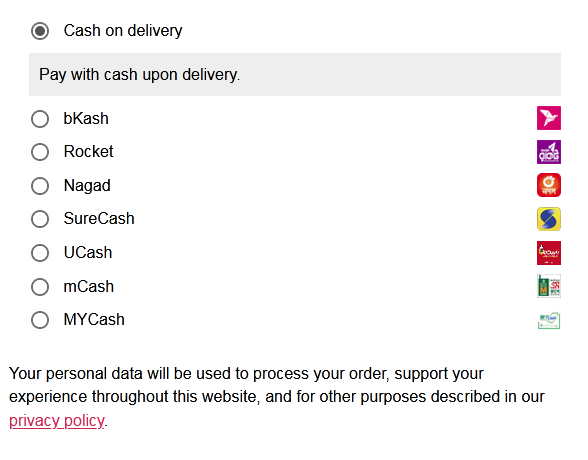 Cash on delivery
Pay with cash upon delivery.
bKash
Rocket
Nagad
SureCash
UCash
mCash
MYCash
Your personal data will be used to process your order, support your
experience throughout this website, and for other purposes described in our
privacy policy.